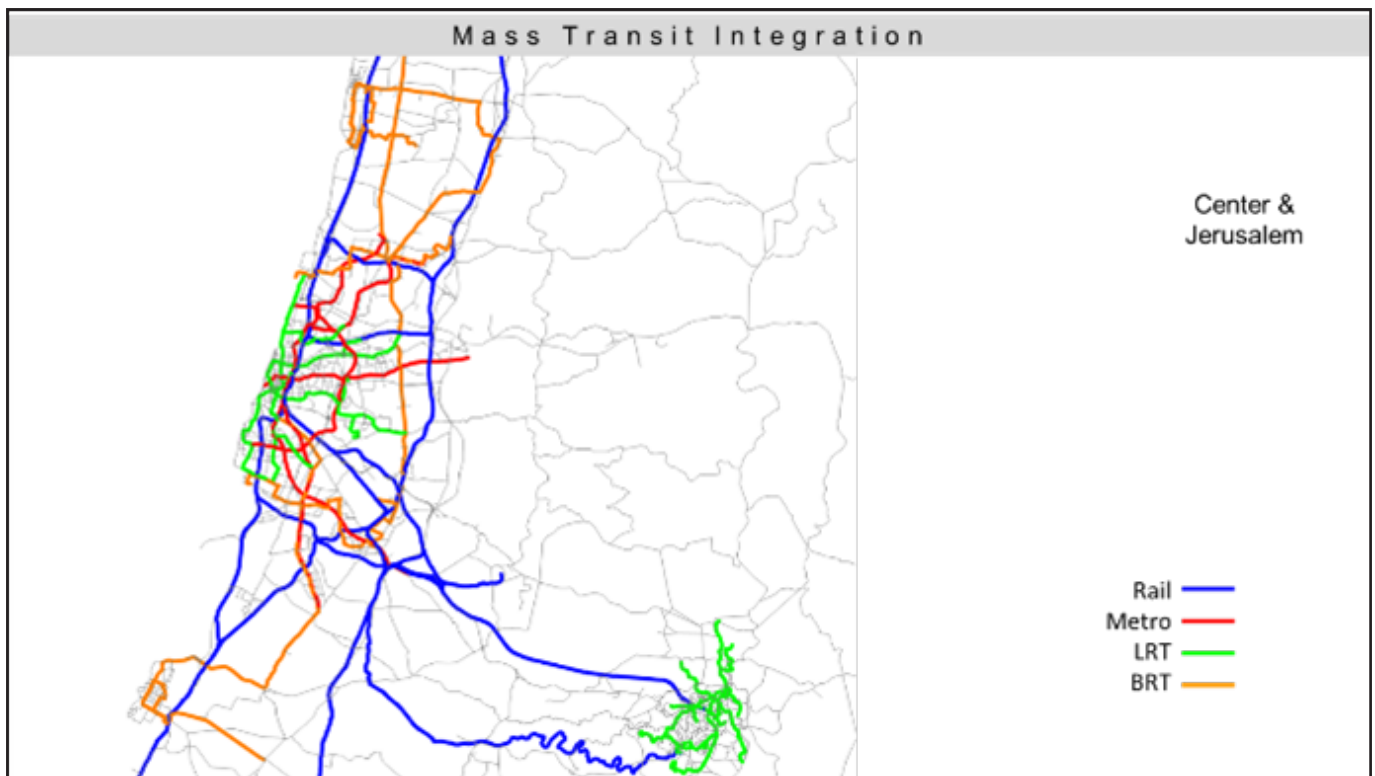 Mass Transit Integration
Center &
Jerusalem
Rail
Metro
LRT
BRT